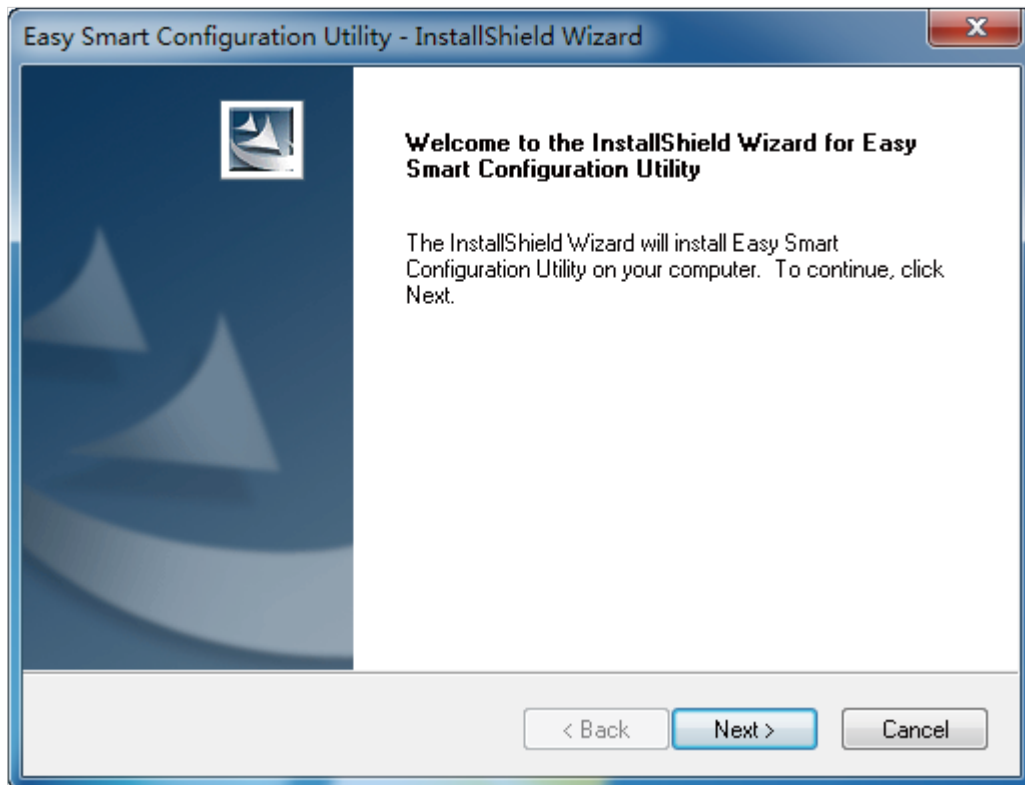 Easy Smart Configuration Utility - InstallShield Wizard
X
Welcome to the InstallShield Wizard for Easy
Smart Configuration Utility
The InstallShield Wizard will install Easy Smart
Configuration Utility on your computer.  To continue, click
Next.
< Back
Next >
Cancel